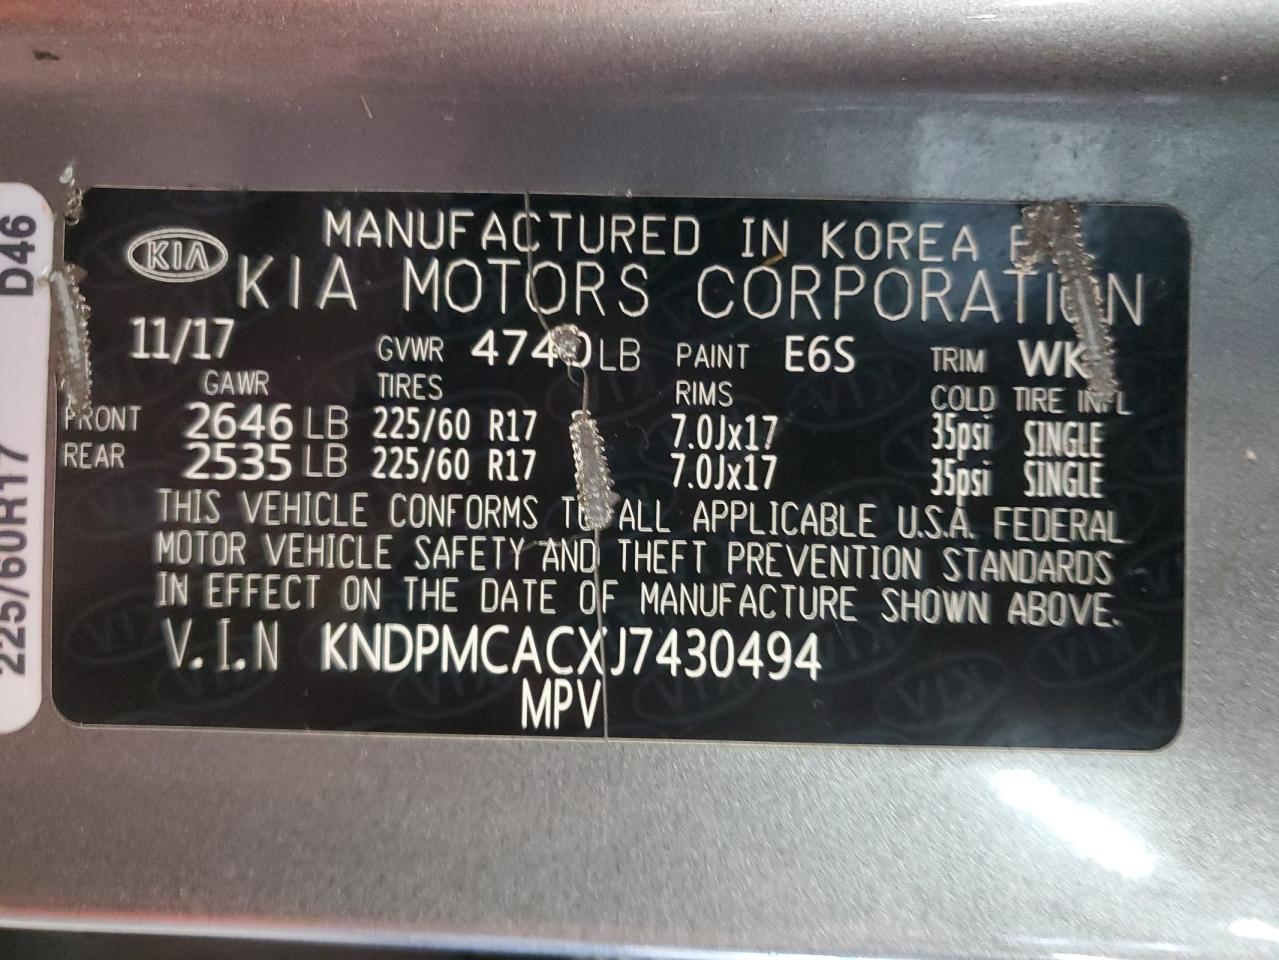 MANUFACTURED IN KOREA
KIA KIA MOTORS CORPORATION
11/17 GVWR LB PAINT E6S TRIM
GAWR TIRES RIMS COLD TIRE INFL
FRONT 2646 LB 225/60 R17 7.0Jx17 35psi SINGLE
REAR 2535 LB 225/60 R17 7.0Jx17 35psi SINGLE
THIS VEHICLE CONFORMS TO ALL APPLICABLE U.S.A. FEDERAL
MOTOR VEHICLE SAFETY AND THEFT PREVENTION STANDARDS
IN EFFECT ON THE DATE OF MANUFACTURE SHOWN ABOVE.
V.I.N KNDPMCACXJ7430494
MPV
225/60R17 D46